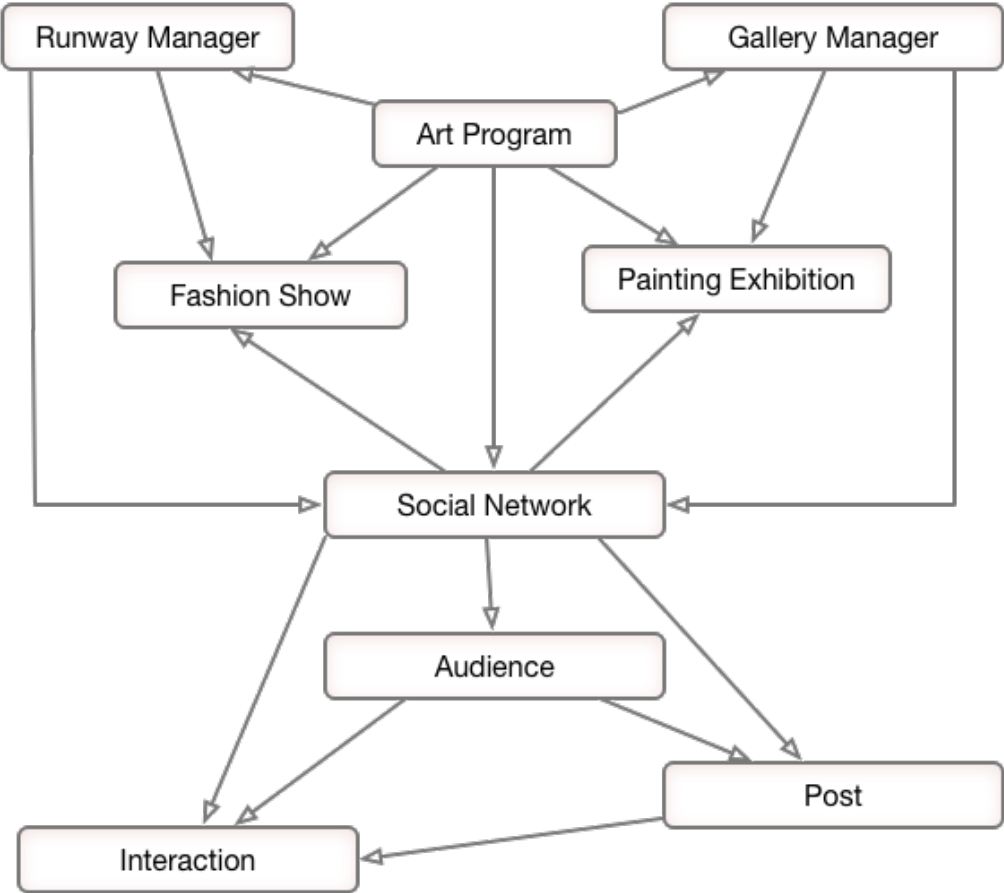 Runway Manager
Gallery Manager
Art Program
Fashion Show
Painting Exhibition
Social Network
Audience
Post
Interaction